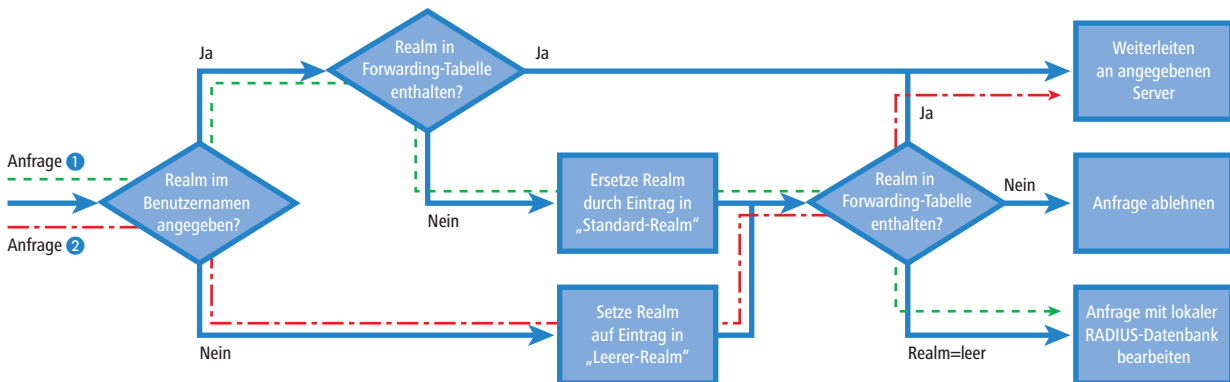 Ja
Realm in
Forwarding-Tabelle
enthalten?
Ja
Weiterleiten
an angegebenen
Server
Anfrage 1
Realm im
Benutzernamen
angegeben?
Anfrage 2
Nein
Ersetze Realm
durch Eintrag in
„Standard-Realm“
Ja
Realm in
Forwarding-Tabelle
enthalten?
Nein
Anfrage ablehnen
Nein
Setze Realm
auf Eintrag in
„Leerer-Realm“
Realm=leer
Anfrage mit lokaler
RADIUS-Datenbank
bearbeiten